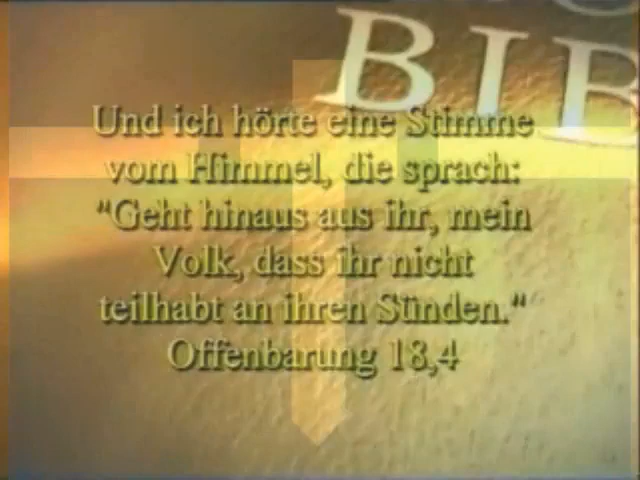 BIB
Und ich hörte eine Stimme
vom Himmel, die sprach:
"Geht hinaus aus ihr, mein
Volk, dass ihr nicht
teilhabt an ihren Sünden."
Offenbarung 18,4